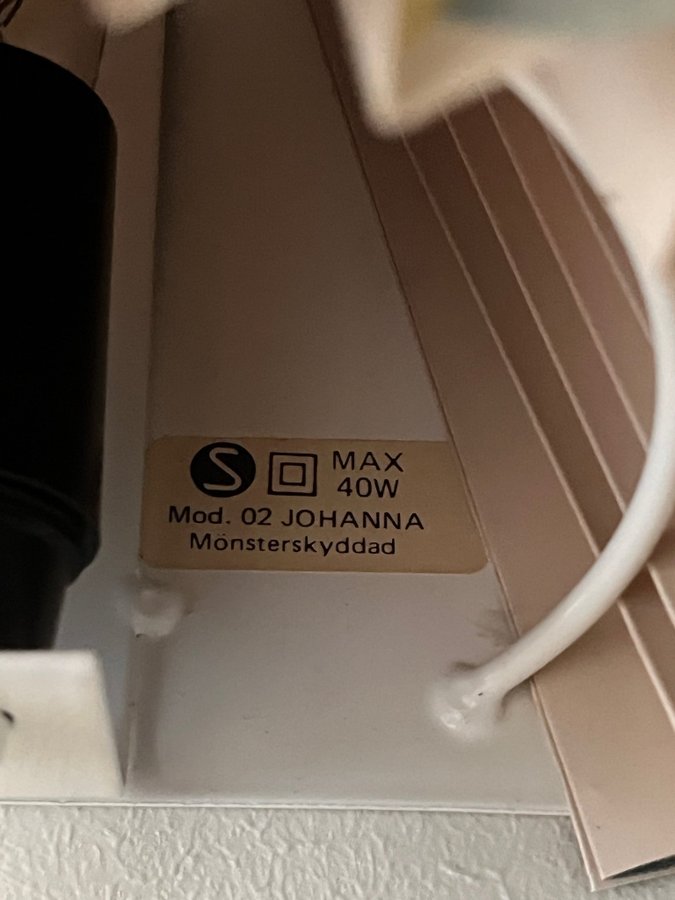 S MAX
40W
Mod. 02 JOHANNA
Mönsterskyddad